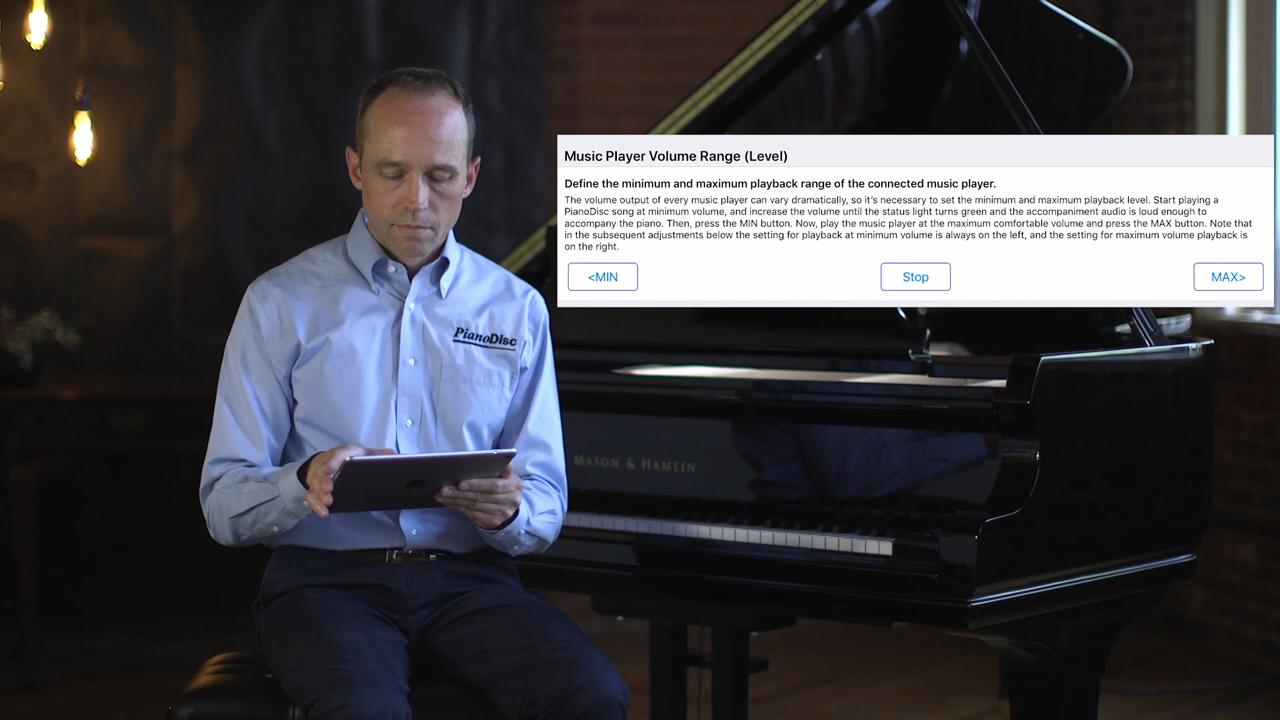 Music Player Volume Range (Level)
Define the minimum and maximum playback range of the connected music player.
The volume output of every music player can vary dramatically, so it's necessary to set the minimum and maximum playback level. Start playing a
PianoDisc song at minimum volume, and increase the volume until the status light turns green and the accompaniment audio is loud enough to
accompany the piano. Then, press the MIN button. Now, play the music player at the maximum comfortable volume and press the MAX button. Note that
in the subsequent adjustments below the setting for playback at minimum volume is always on the left, and the setting for maximum volume playback is
on the right.
<MIN Stop MAX>
PianoDisc
MASON & HAMLIN